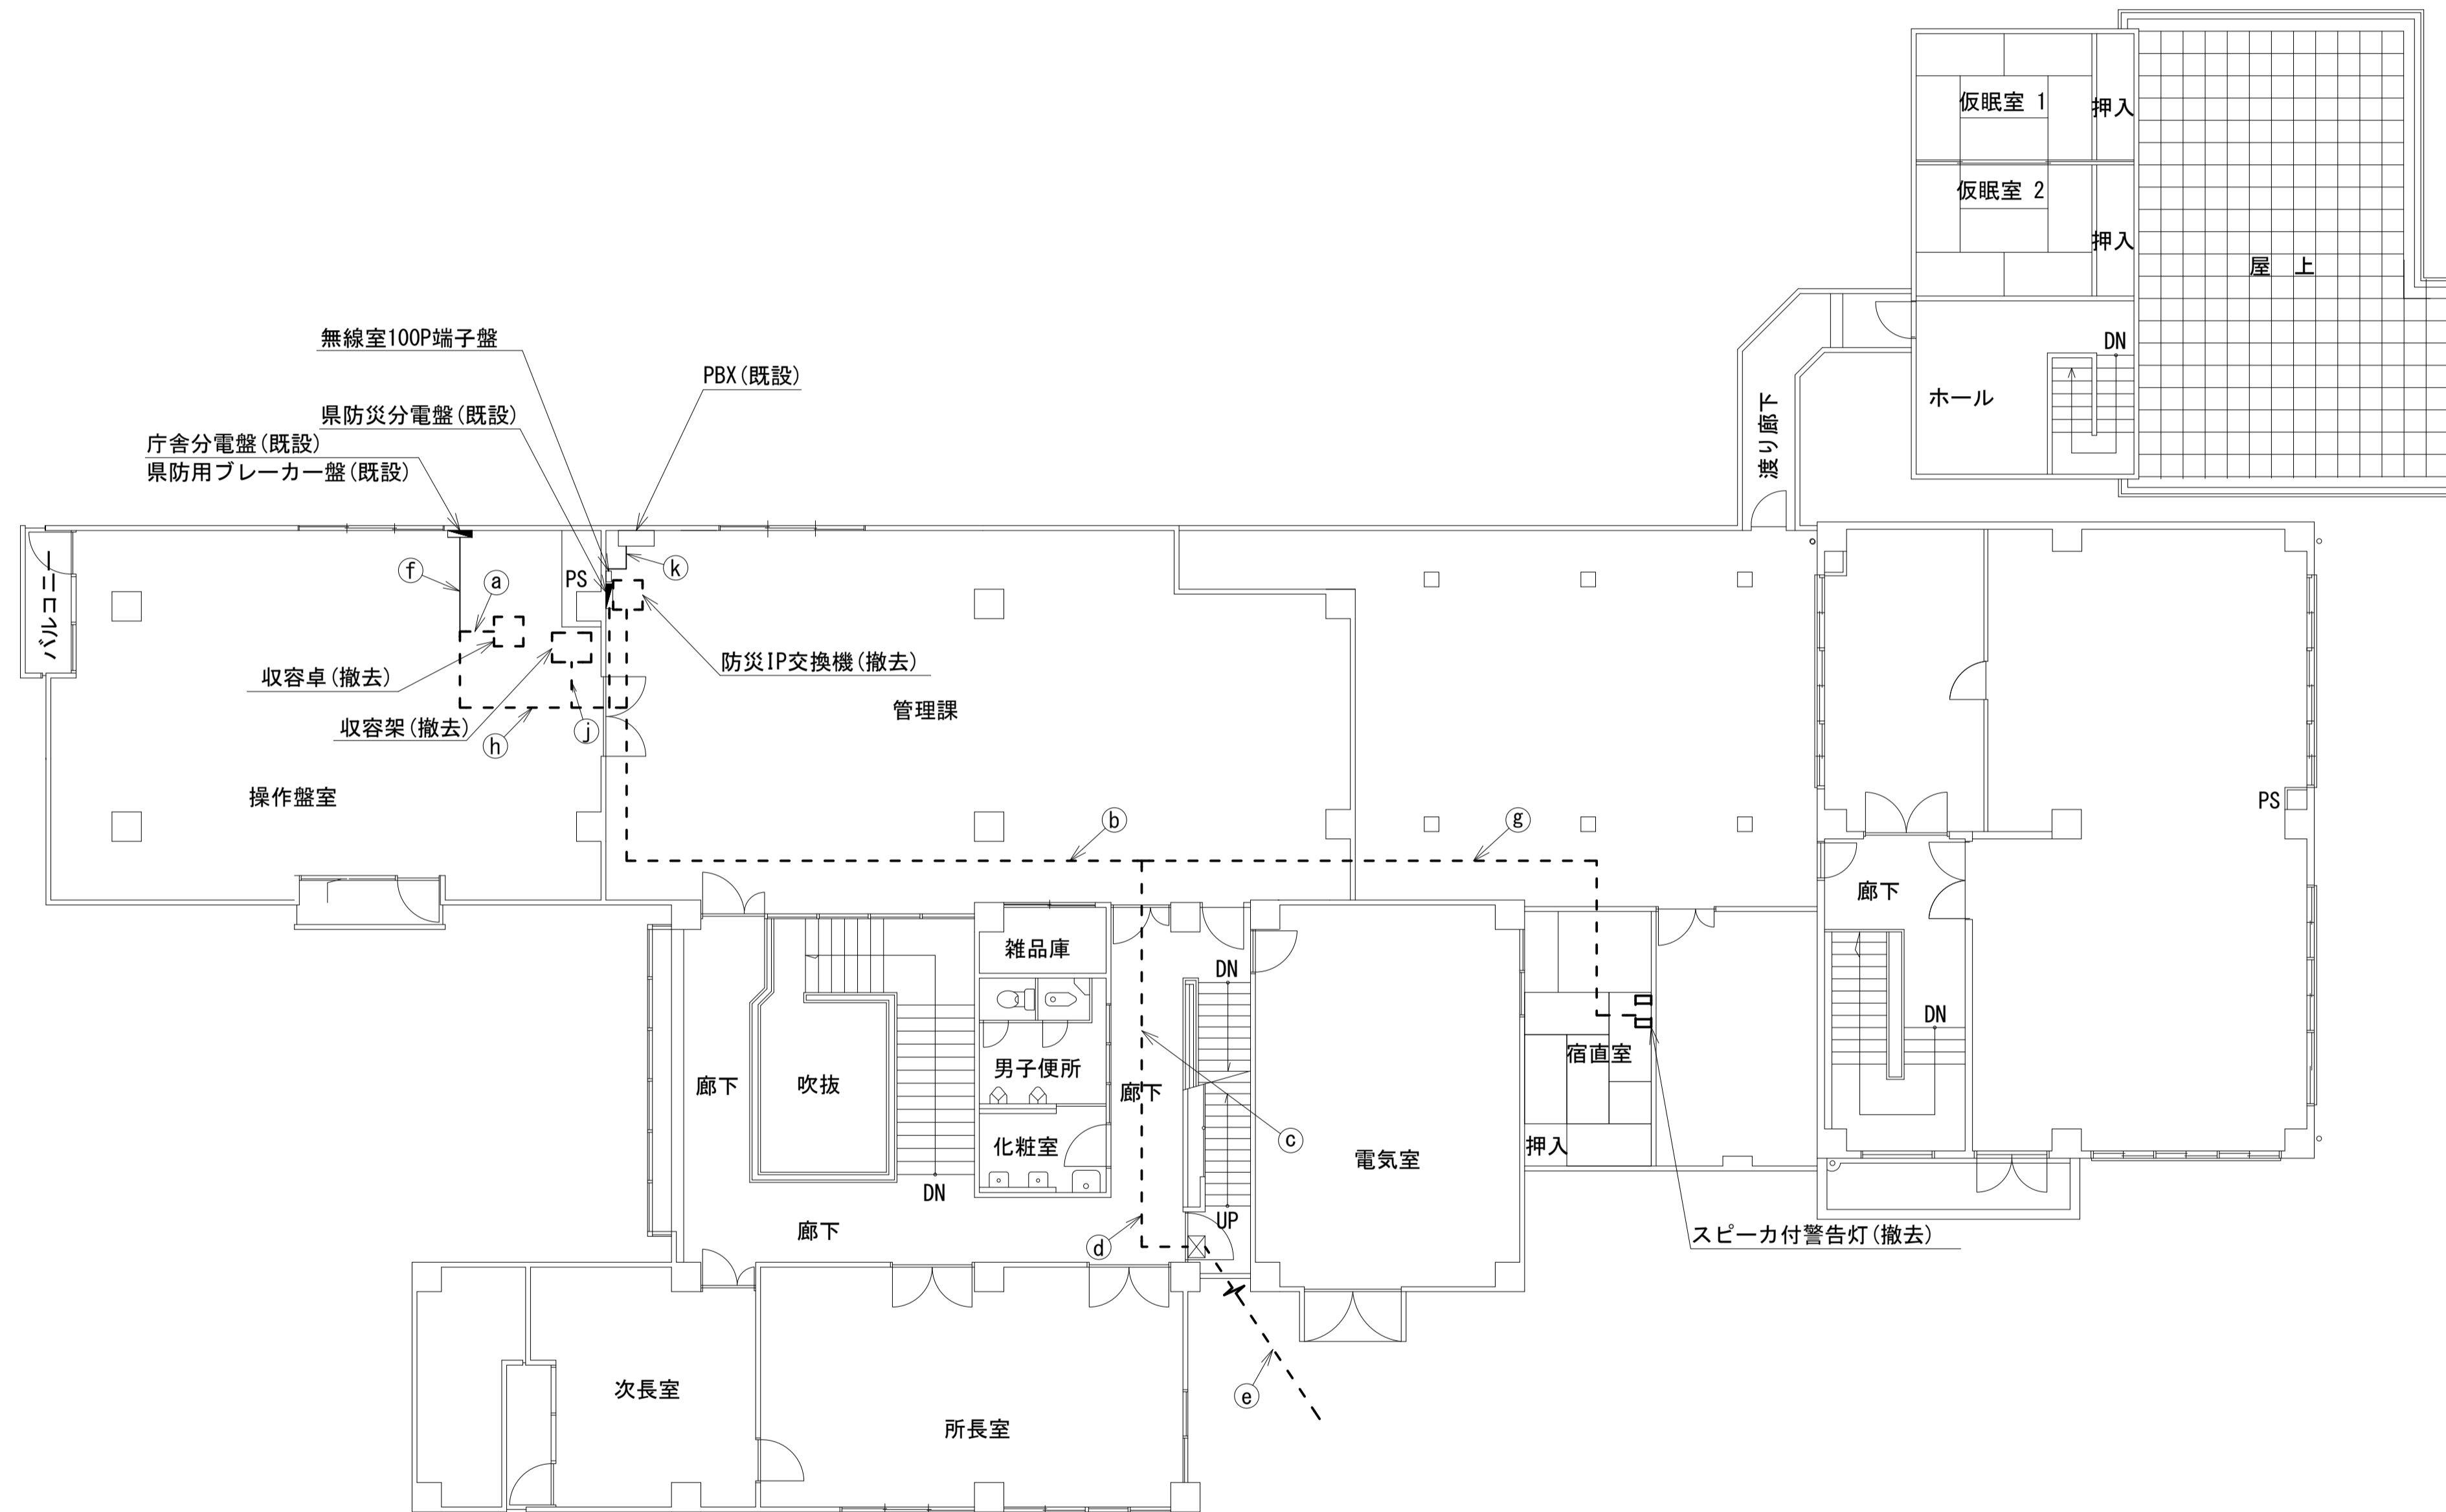 仮眠室 1
押入
仮眠室 2
押入
屋 上
無線室100P端子盤
DN
PBX(既設)
ホール
渡り廊下
県防災分電盤(既設)
庁舎分電盤(既設)
県防用ブレーカー盤(既設)
f
a
PS
k
バルコニー
収容卓(撤去)
防災IP交換機(撤去)
管理課
収容架(撤去)
j
h
操作盤室
PS
b
g
廊下
雑品庫
DN
DN
宿直室
男子便所
廊下
吹抜
廊下
c
化粧室
押入
電気室
DN
UP
廊下
d
スピーカ付警告灯(撤去)
次長室
e
所長室